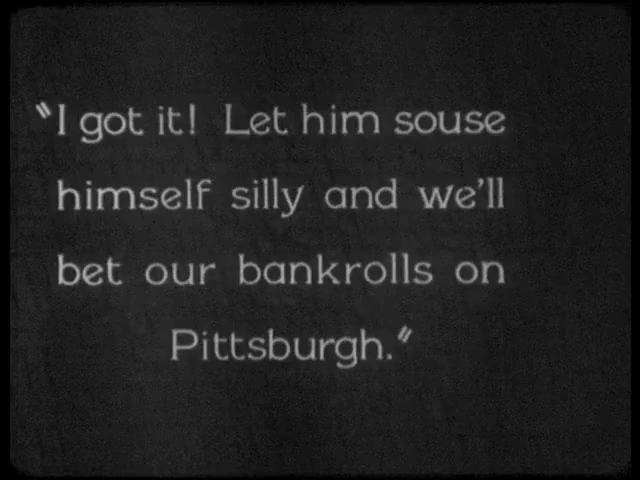 "I got it! Let him souse
himself silly and we'll
bet our bankrolls on
Pittsburgh."